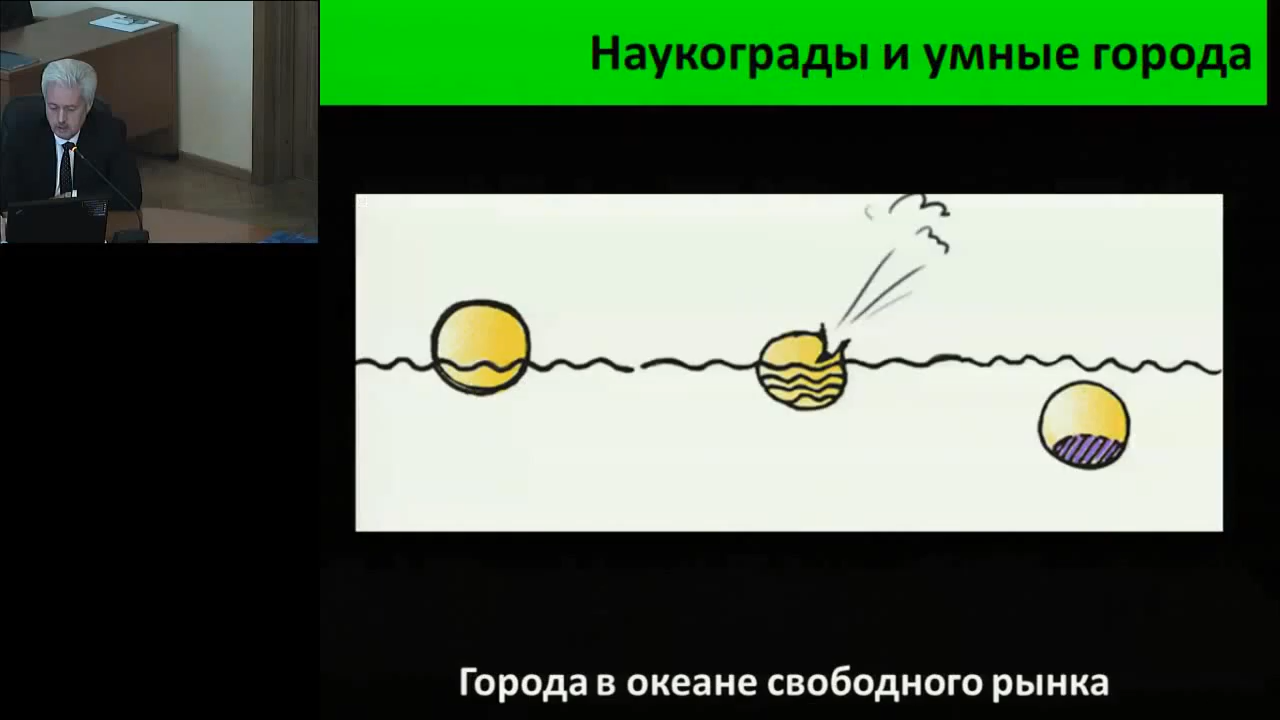 Наукограды и умные города
Города в океане свободного рынка